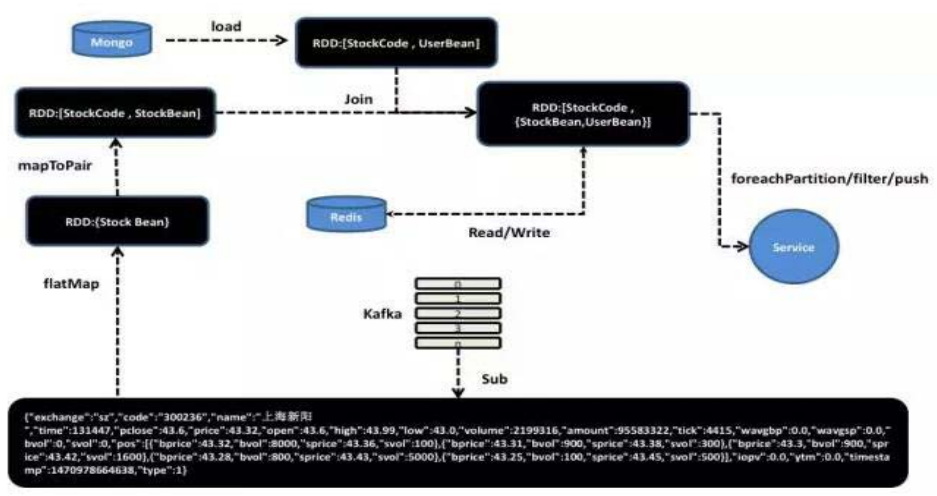 load
Mongo
RDD:[StockCode , UserBean]
Join
RDD:[StockCode , StockBean]
RDD:[StockCode ,
{StockBean,UserBean}]
mapToPair
foreachPartition/filter/push
RDD:{Stock Bean}
Redis
Read/Write
Service
flatMap
Kafka
0
1
2
3
0
Sub
{"exchange":"sz","code":"300236","name":"上海新阳
","time":131447,"pclose":43.6,"price":43.32,"open":43.6,"high":43.99,"low":43.0,"volume":2199316,"amount":95583322,"tick":4415,"wavgbp":0.0,"wavgsp":0.0,"
bvol":0,"svol":0,"pos":[{"bprice":43.32,"bvol":8000,"sprice":43.36,"svol":100},{"bprice":43.31,"bvol":900,"sprice":43.38,"svol":300},{"bprice":43.3,"bvol":900,"spr
ice":43.42,"svol":1600},{"bprice":43.28,"bvol":800,"sprice":43.43,"svol":5000},{"bprice":43.25,"bvol":100,"sprice":43.45,"svol":500}],"iopv":0.0,"ytm":0.0,"timesta
mp":1470978664638,"type":1}